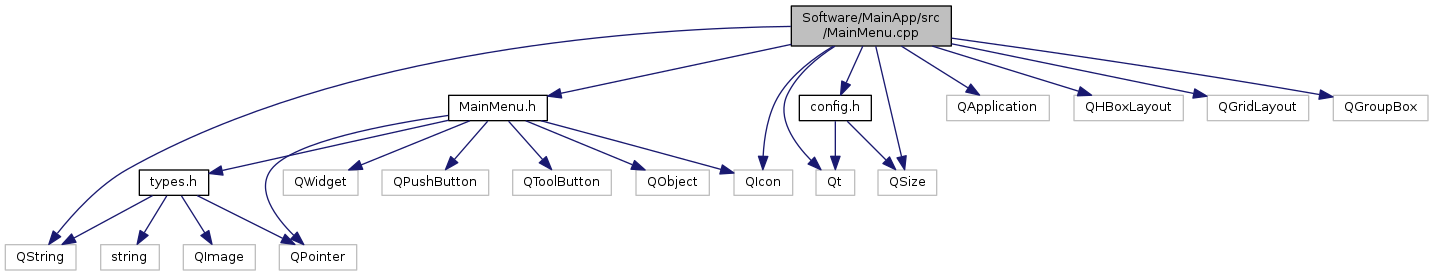 Software/MainApp/src
/MainMenu.cpp
MainMenu.h
config.h
QApplication
QHBoxLayout
QGridLayout
QGroupBox
types.h
QWidget
QPushButton
QToolButton
QObject
QIcon
Qt
QSize
QString
string
QImage
QPointer